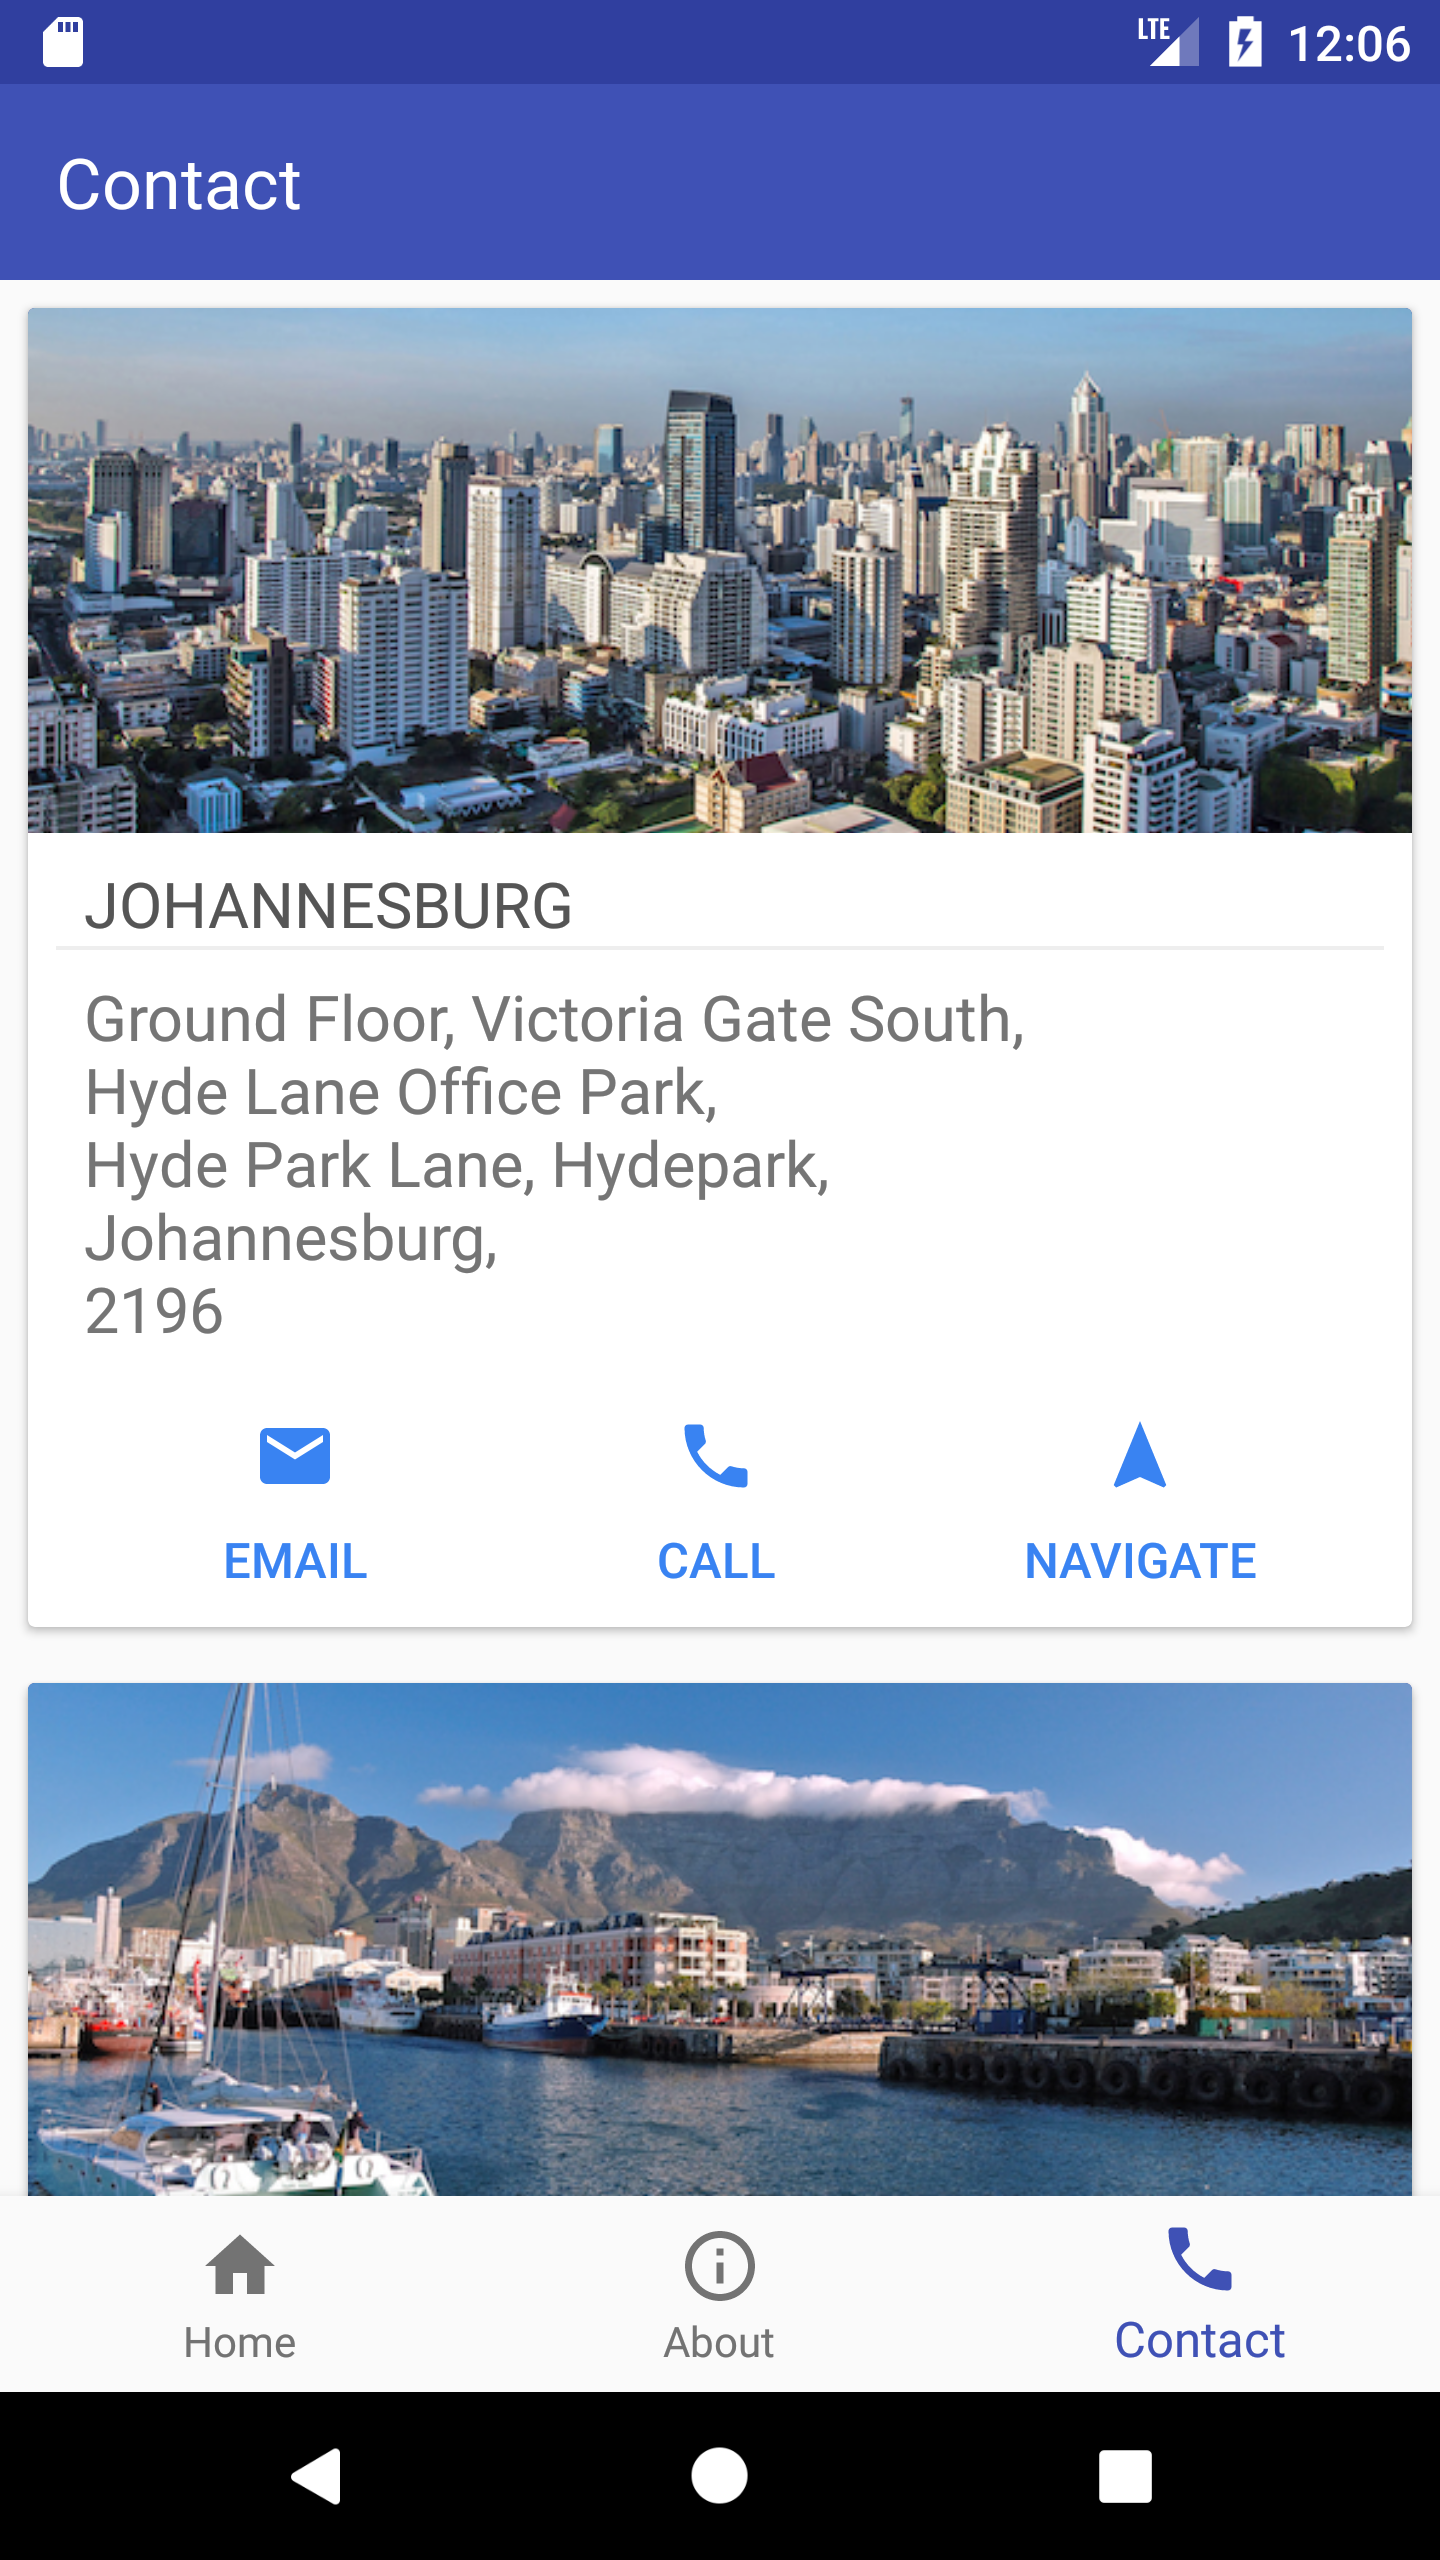 LTE 12:06
Contact
JOHANNESBURG
Ground Floor, Victoria Gate South,
Hyde Lane Office Park,
Hyde Park Lane, Hydepark,
Johannesburg,
2196
EMAIL CALL NAVIGATE
Home About Contact